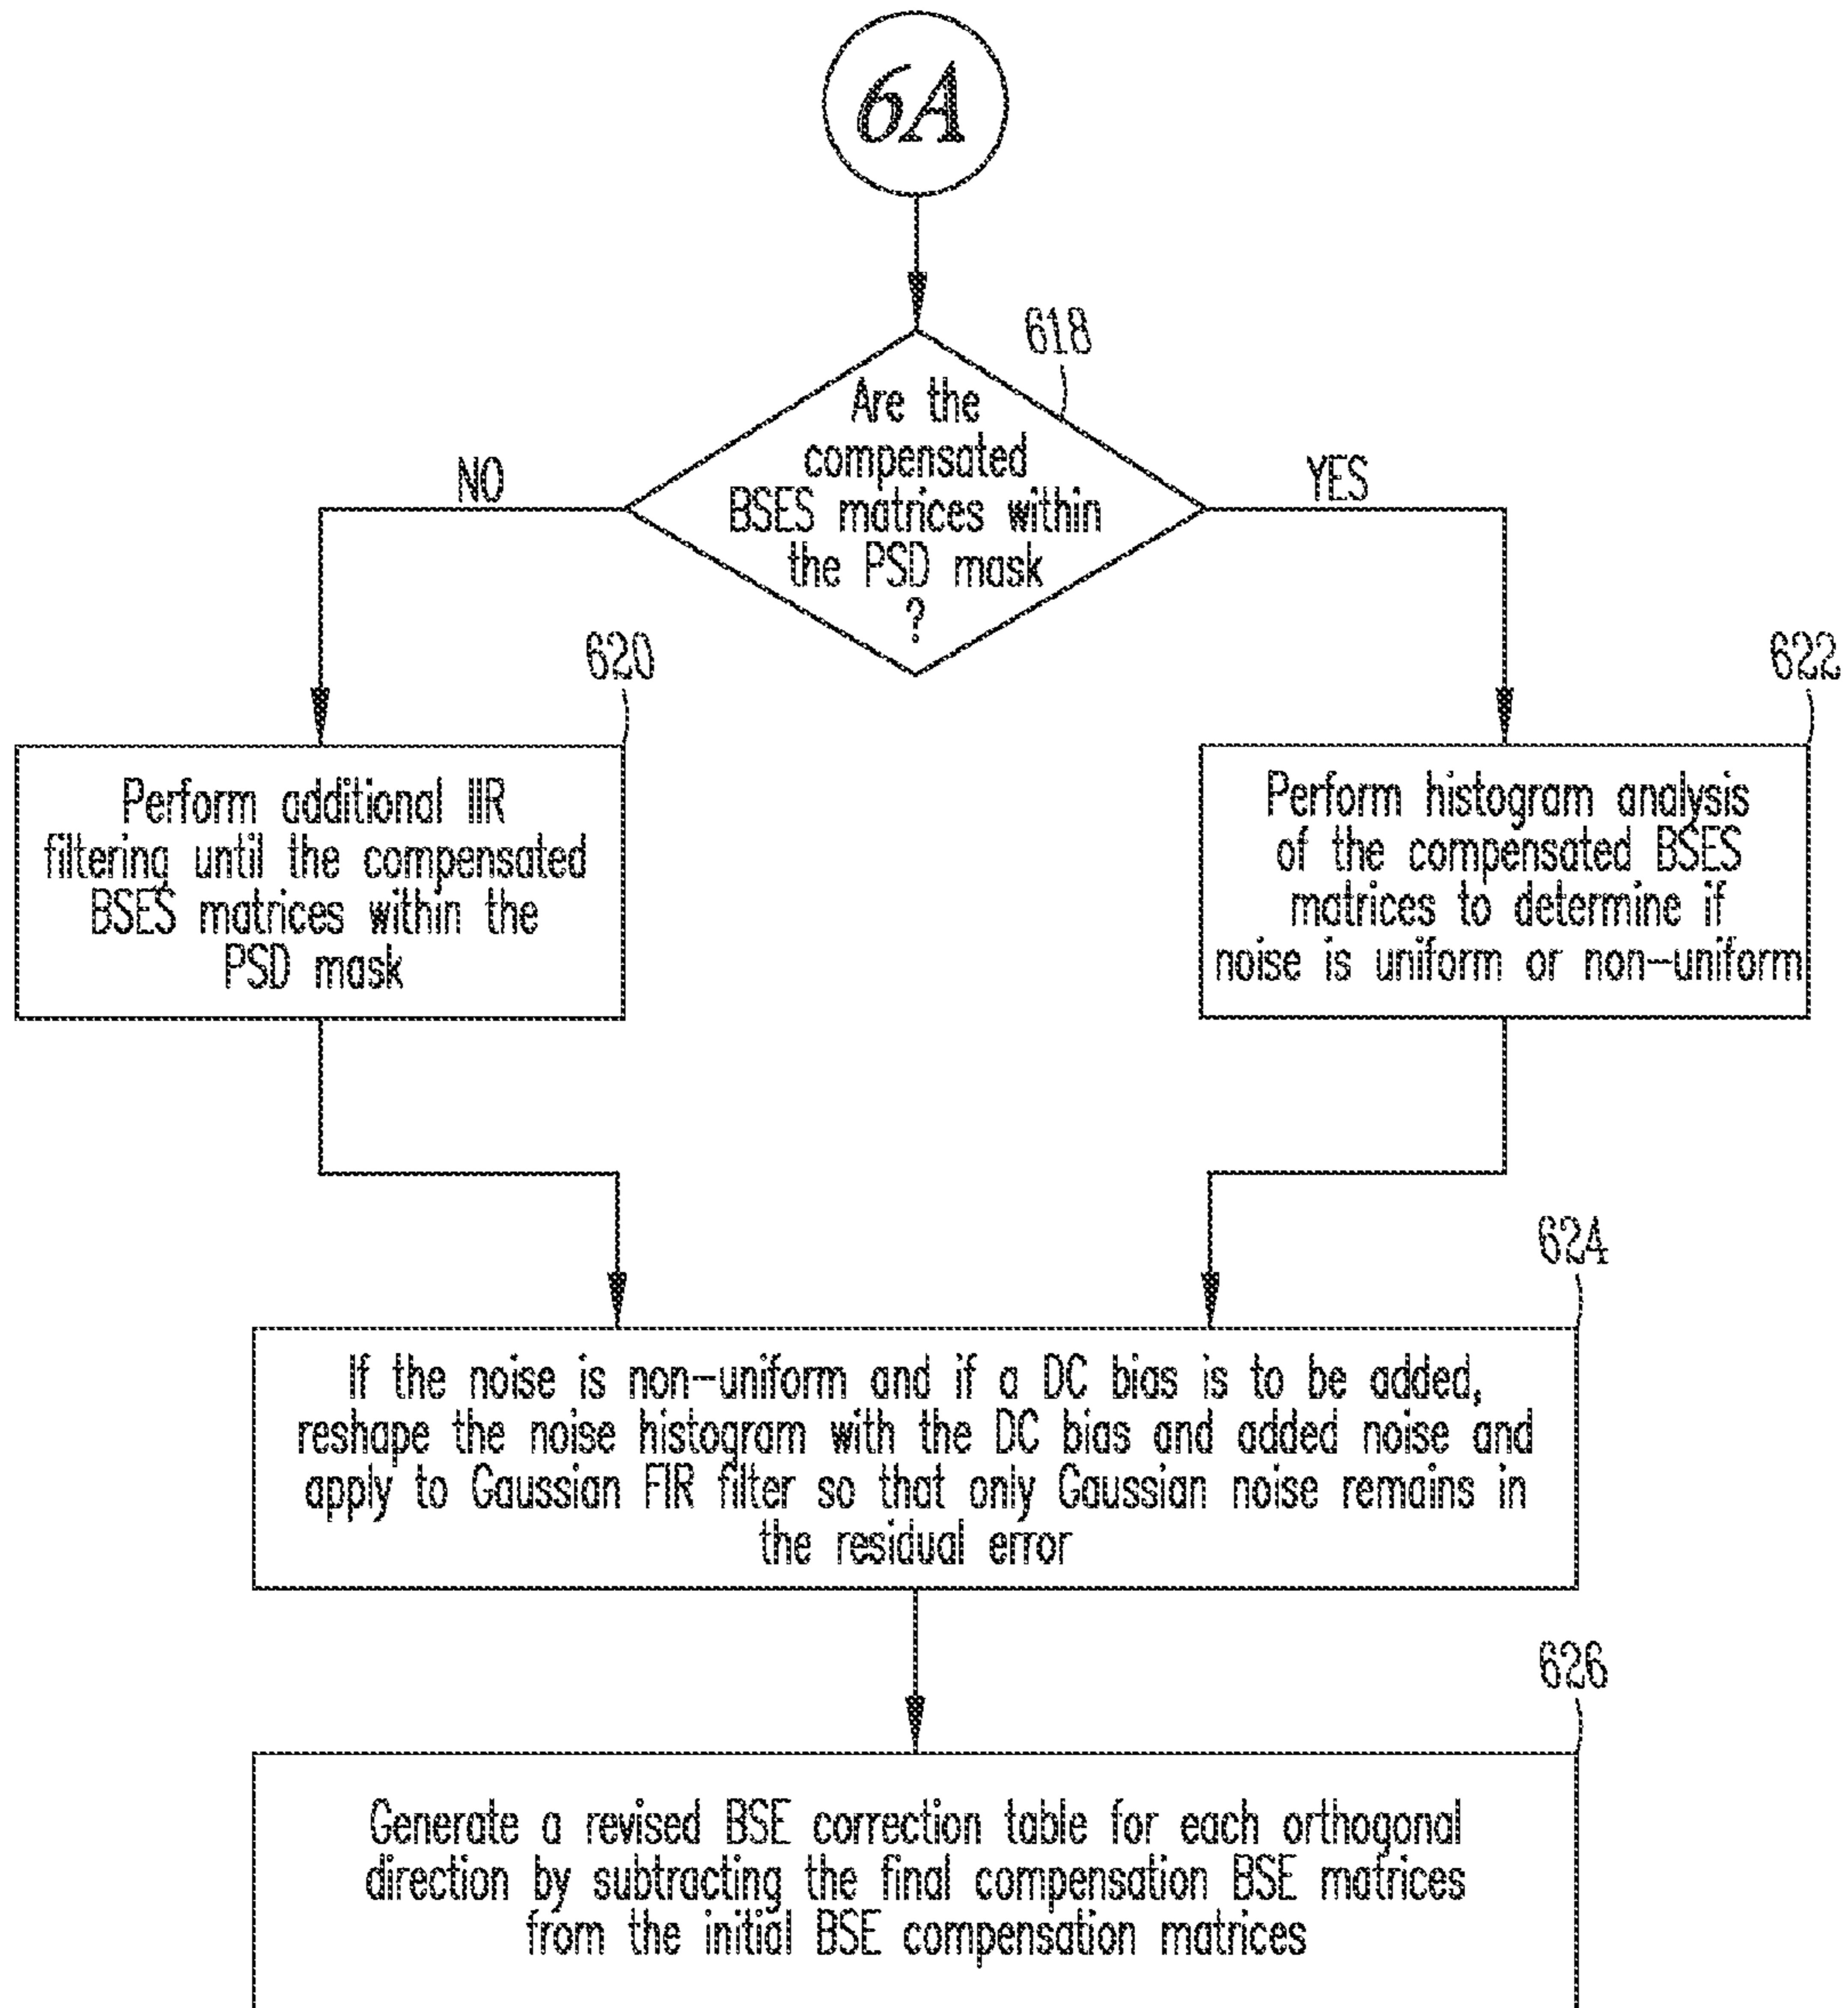 6A
618
Are the
compensated
BSES matrices within
the PSD mask
?
NO
YES
620
622
Perform additional IIR
filtering until the compensated
BSES matrices within the
PSD mask
Perform histogram analysis
of the compensated BSES
matrices to determine if
noise is uniform or non-uniform
624
If the noise is non-uniform and if a DC bias is to be added,
reshape the noise histogram with the DC bias and added noise and
apply to Gaussian FIR filter so that only Gaussian noise remains in
the residual error
626
Generate a revised BSE correction table for each orthogonal
direction by subtracting the final compensation BSE matrices
from the initial BSE compensation matrices